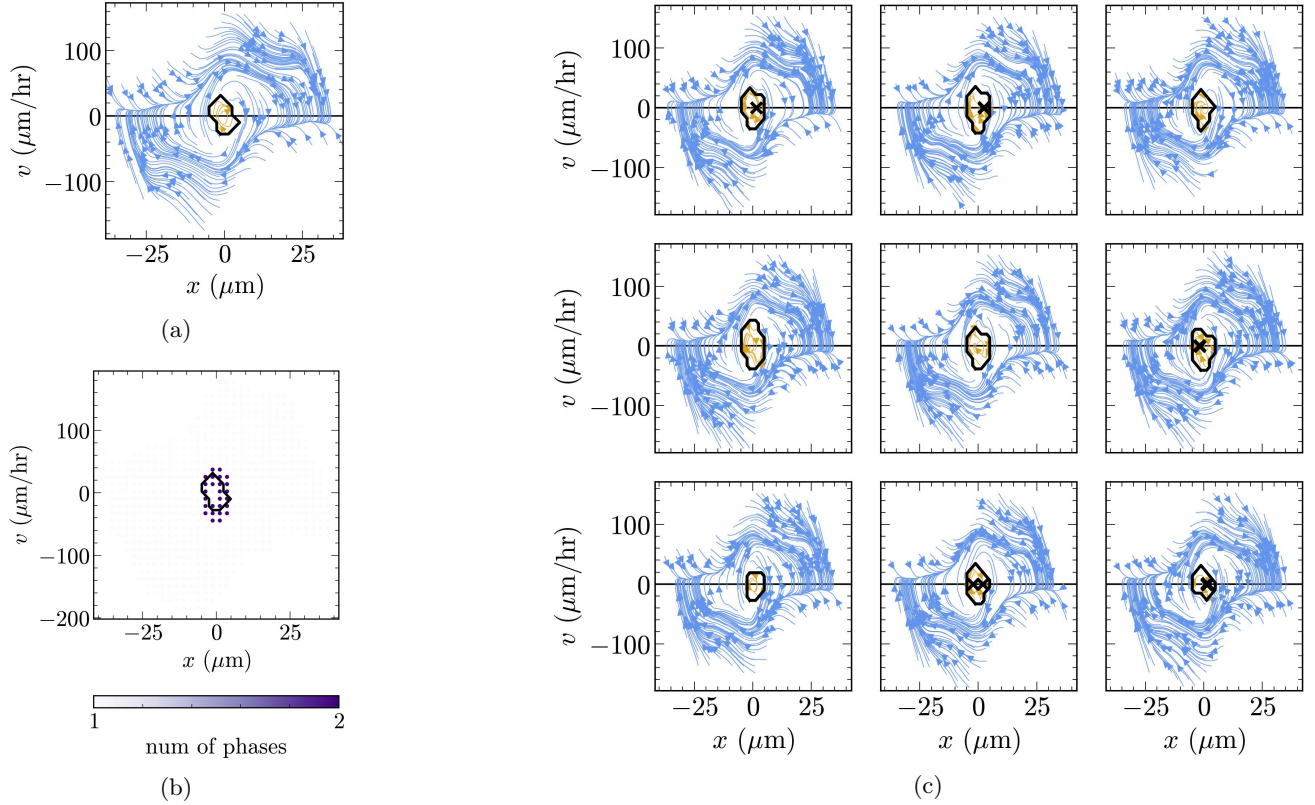 100
0
−100
v (μm/hr)
−25 0 25
x (μm)
(a)
100
0
−100
−200
v (μm/hr)
−25 0 25
x (μm)
1 2
num of phases
(b)
100
0
−100
v (μm/hr)
100
0
−100
v (μm/hr)
100
0
−100
v (μm/hr)
−25 0 25 −25 0 25 −25 0 25
x (μm) x (μm) x (μm)
(c)